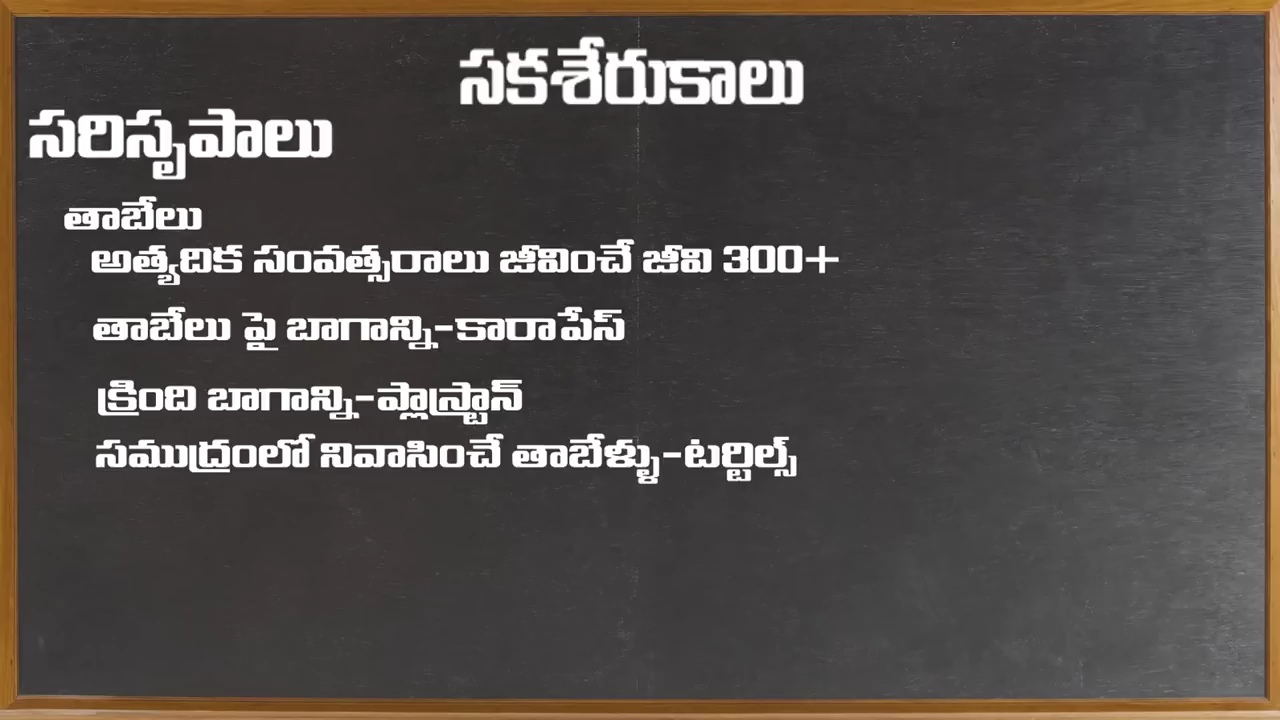 సకశేరుకాలు
సరిసృపాలు
తాబేలు
అత్యదిక సంవత్సరాలు జీవించే జీవి 300+
తాబేలు పై బాగాన్ని-కారాపేస్
క్రింది బాగాన్ని-ప్లాస్ట్రాన్
సముద్రంలో నివాసించే తాబేళ్ళు-టర్టిల్స్